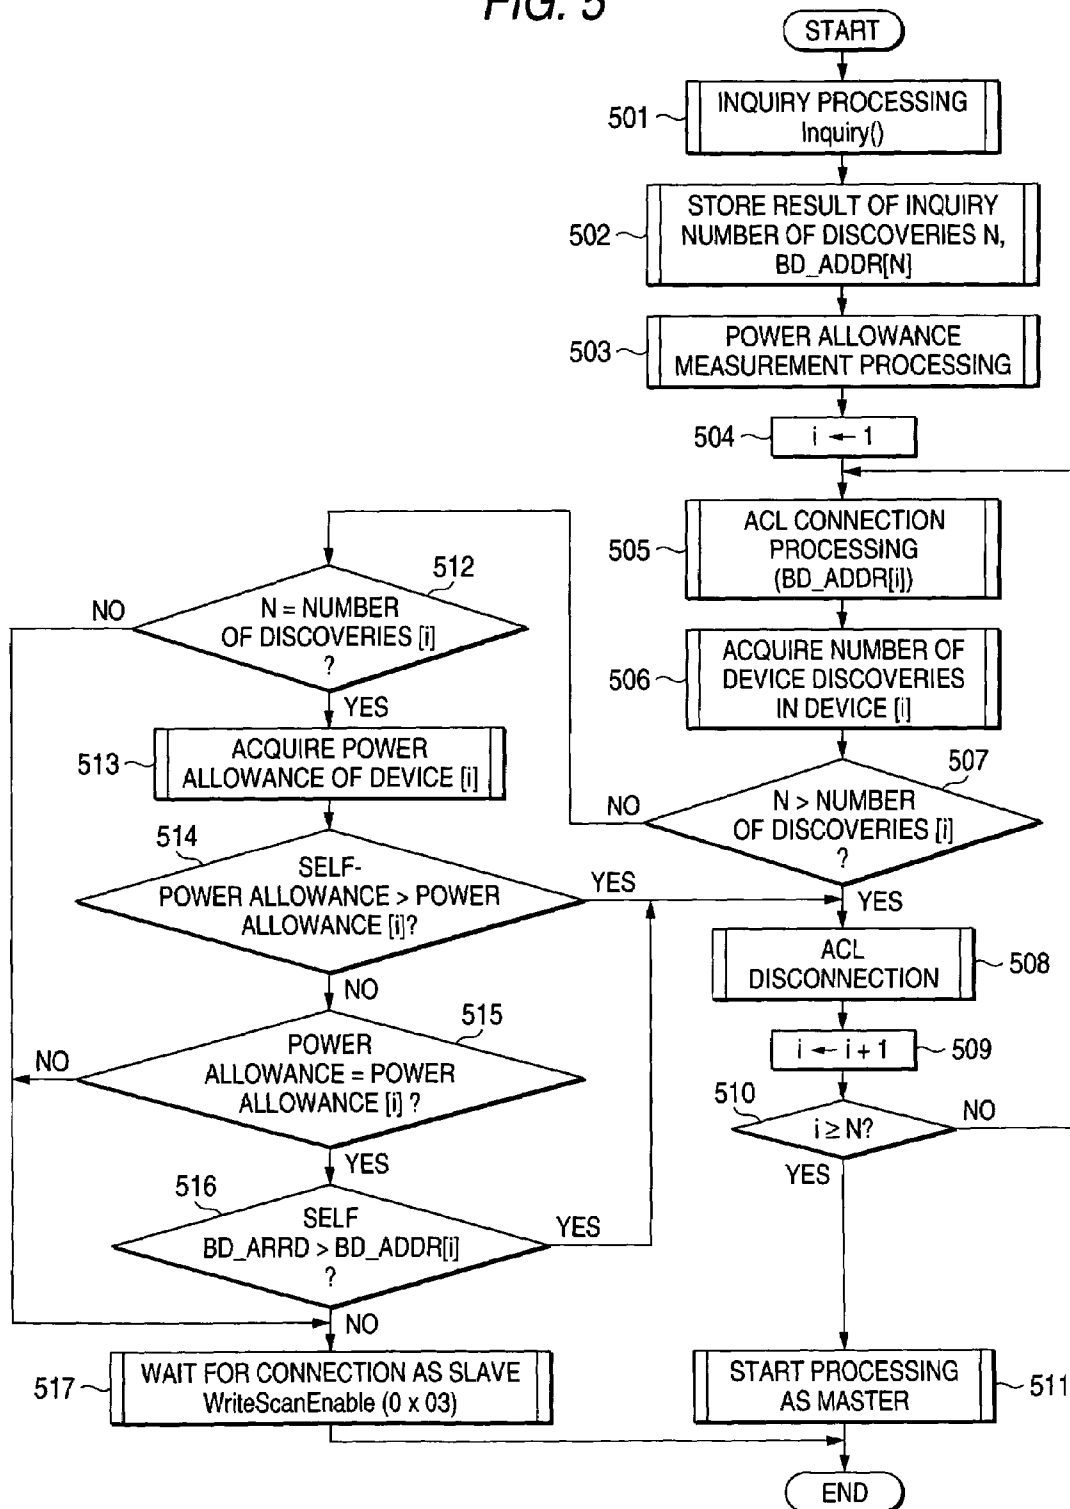 FIG. 5
START
501
INQUIRY PROCESSING
Inquiry()
502
STORE RESULT OF INQUIRY
NUMBER OF DISCOVERIES N,
BD_ADDR[N]
503
POWER ALLOWANCE
MEASUREMENT PROCESSING
504
i ← 1
505
ACL CONNECTION
PROCESSING
(BD_ADDR[i])
506
ACQUIRE NUMBER OF
DEVICE DISCOVERIES
IN DEVICE [i]
507
N > NUMBER
OF DISCOVERIES [i]
?
NO
YES
508
ACL
DISCONNECTION
i ← i + 1
509
510
i ≥ N?
NO
YES
START PROCESSING
AS MASTER
511
512
N = NUMBER
OF DISCOVERIES [i]
?
NO
YES
513
ACQUIRE POWER
ALLOWANCE OF DEVICE [i]
514
SELF-
POWER ALLOWANCE > POWER
ALLOWANCE [i]?
YES
NO
515
POWER
ALLOWANCE = POWER
ALLOWANCE [i] ?
NO
YES
516
SELF
BD_ARRD > BD_ADDR[i]
?
YES
NO
517
WAIT FOR CONNECTION AS SLAVE
WriteScanEnable (0 x 03)
END